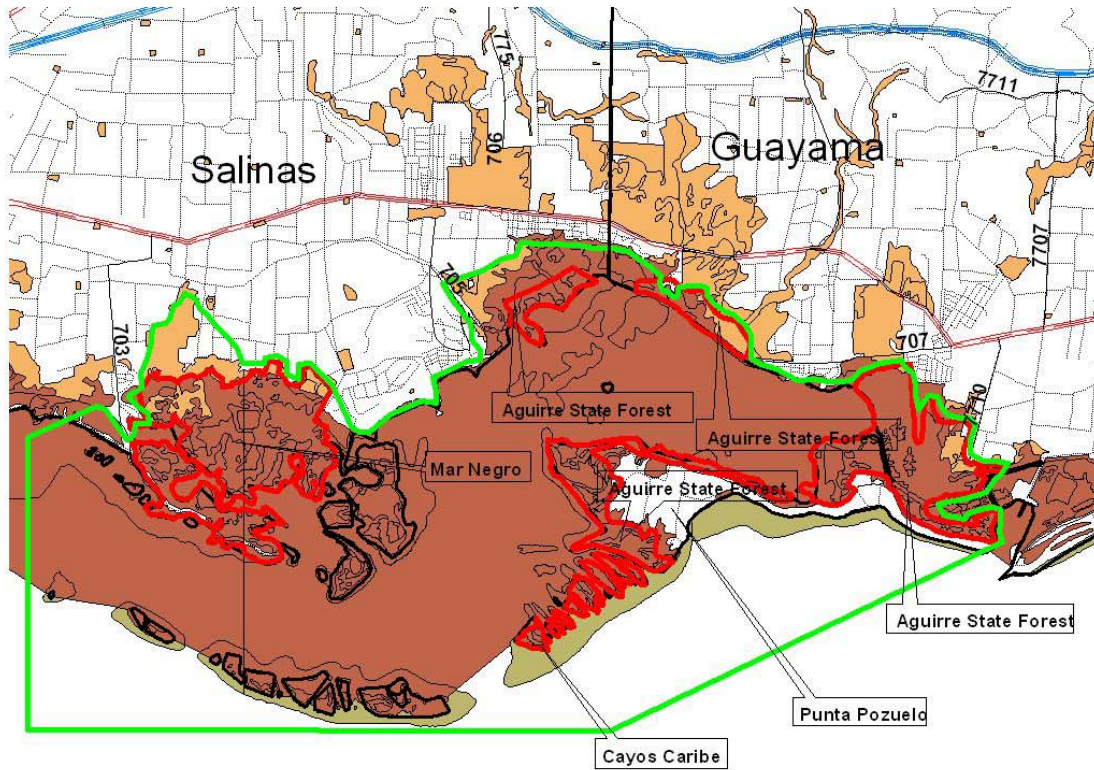 775
7711
706
Salinas
Guayama
7707
705
703
707
7710
Aguirre State Forest
Aguirre State Fores
Mar Negro
Aguirre State Forest
Aguirre State Forest
Punta Pozuelo
Cayos Caribe